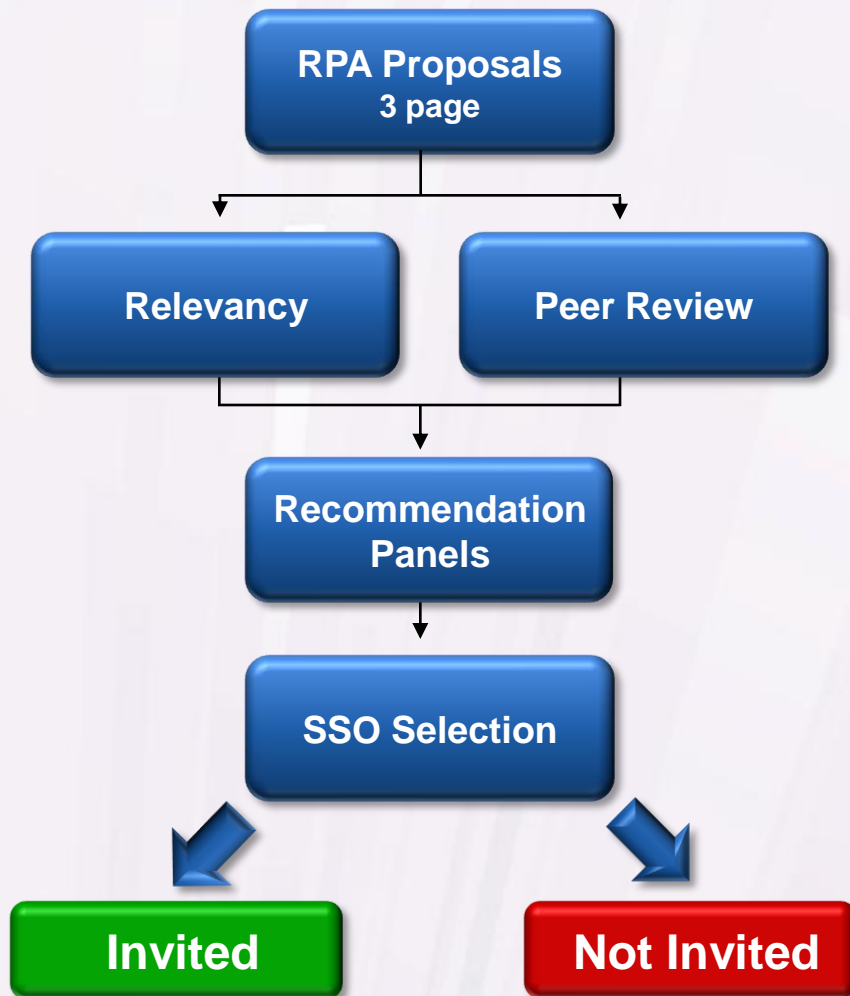 RPA Proposals
3 page
Relevancy
Peer Review
Recommendation
Panels
SSO Selection
Invited
Not Invited